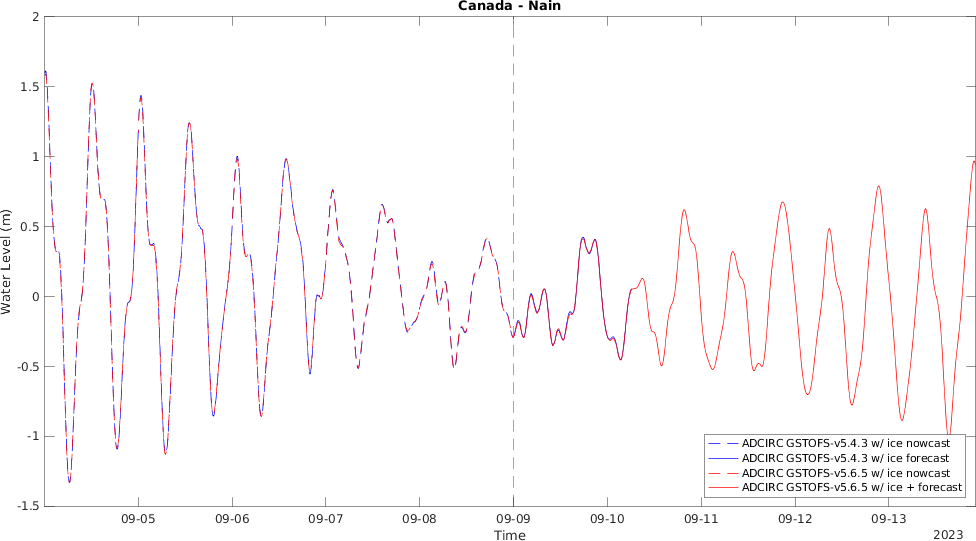 Canada - Nain
2
1.5
1
0.5
0
-0.5
-1
-1.5
Water Level (m)
09-05 09-06 09-07 09-08 09-09 09-10 09-11 09-12 09-13
Time
2023
ADCIRC GSTOFS-v5.4.3 w/ ice nowcast
ADCIRC GSTOFS-v5.4.3 w/ ice forecast
ADCIRC GSTOFS-v5.6.5 w/ ice nowcast
ADCIRC GSTOFS-v5.6.5 w/ ice + forecast